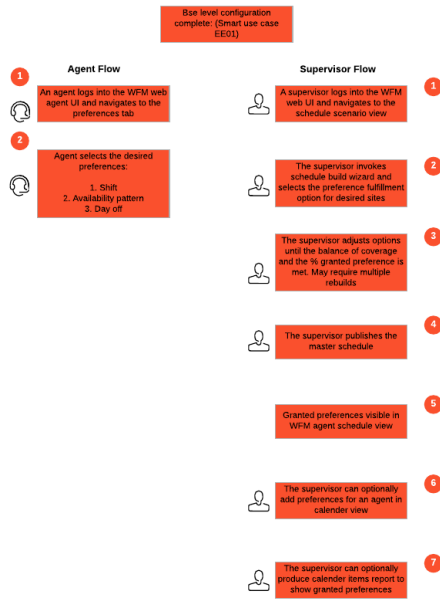 Bse level configuration
complete: (Smart use case
EE01)
Agent Flow
1
An agent logs into the WFM web
agent UI and navigates to the
preferences tab
2
Agent selects the desired
preferences:
1. Shift
2. Availability pattern
3. Day off
Supervisor Flow
1
A supervisor logs into the WFM
web UI and navigates to the
schedule scenario view
2
The supervisor invokes
schedule build wizard and
selects the preference fulfillment
option for desired sites
3
The supervisor adjusts options
until the balance of coverage
and the % granted preference is
met. May require multiple
rebuilds
4
The supervisor publishes the
master schedule
5
Granted preferences visible in
WFM agent schedule view
6
The supervisor can optionally
add preferences for an agent in
calender view
7
The supervisor can optionally
produce calender items report to
show granted preferences